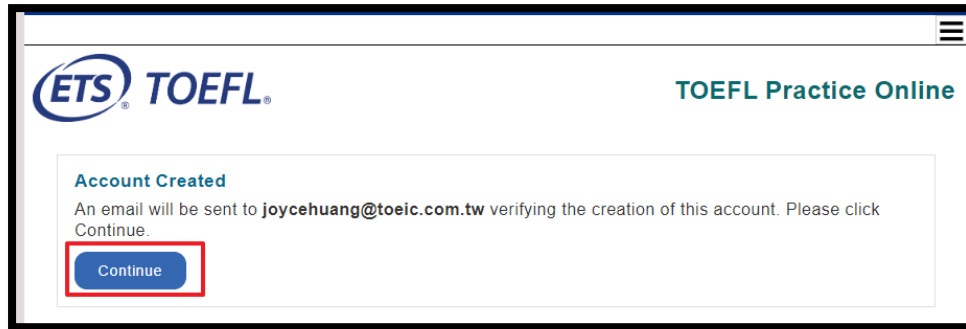 ETS® TOEFL®
TOEFL Practice Online
Account Created
An email will be sent to joycehuang@toeic.com.tw verifying the creation of this account. Please click
Continue.
Continue